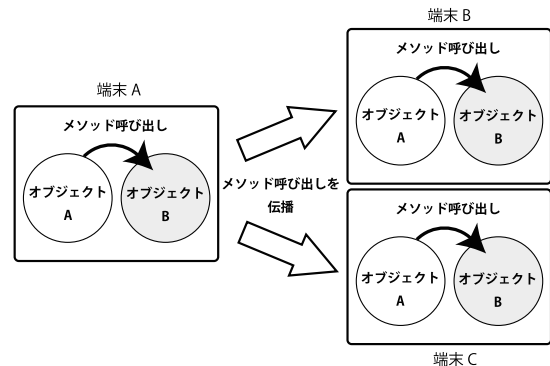 端末 A
メソッド呼び出し
オブジェクト
A
オブジェクト
B
メソッド呼び出しを
伝播
端末 B
メソッド呼び出し
オブジェクト
A
オブジェクト
B
メソッド呼び出し
オブジェクト
A
オブジェクト
B
端末 C